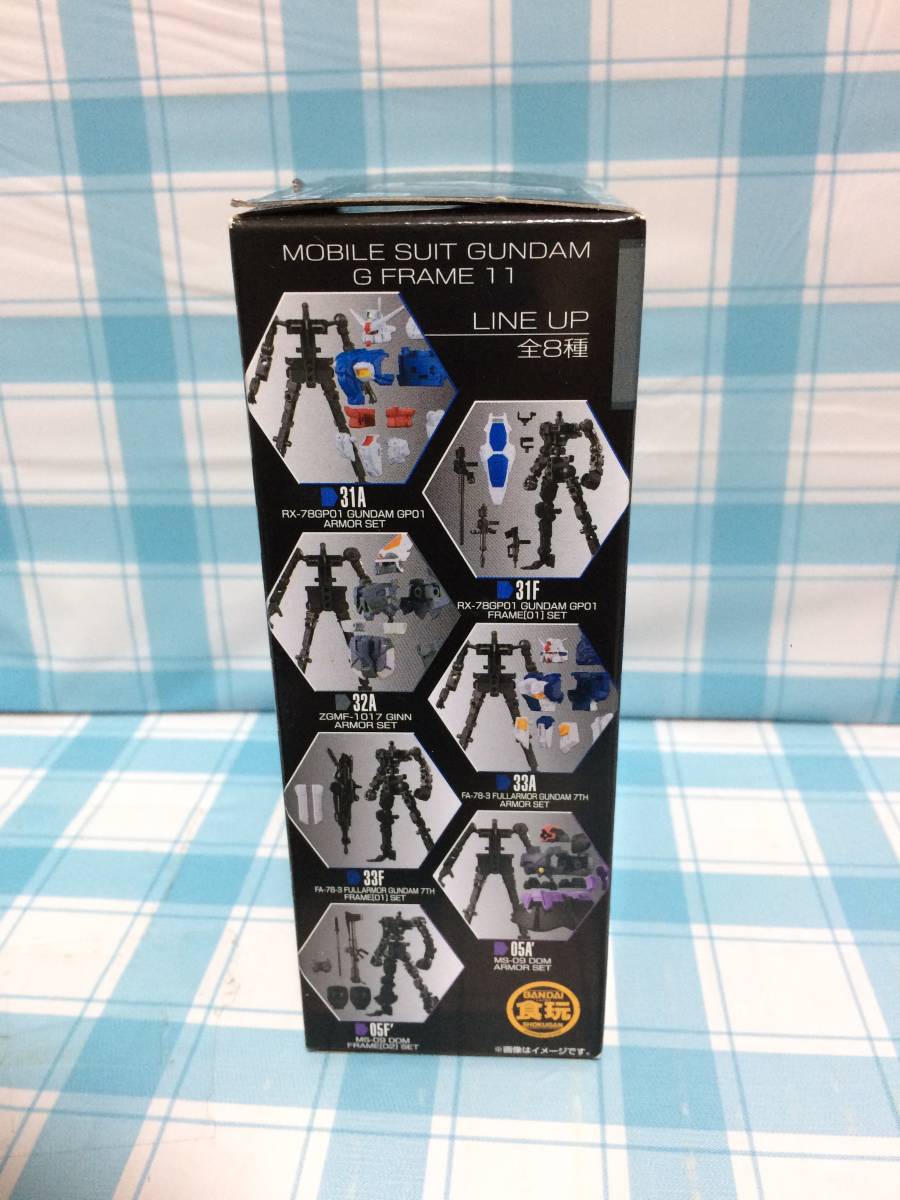 MOBILE SUIT GUNDAM
G FRAME 11
LINE UP
全8種
31A
RX-78GP01 GUNDAM GP01
ARMOR SET
31F
RX-78GP01 GUNDAM GP01
FRAME[01] SET
32A
ZGMF-1017 GINN
ARMOR SET
33A
FA-78-3 FULLARMOR GUNDAM 7TH
ARMOR SET
33F
FA-78-3 FULLARMOR GUNDAM 7TH
FRAME[01] SET
05A'
MS-09 DOM
ARMOR SET
05F'
MS-09 DOM
FRAME[02] SET
BANDAI
食玩
SHOKUGAN
※画像はイメージです。